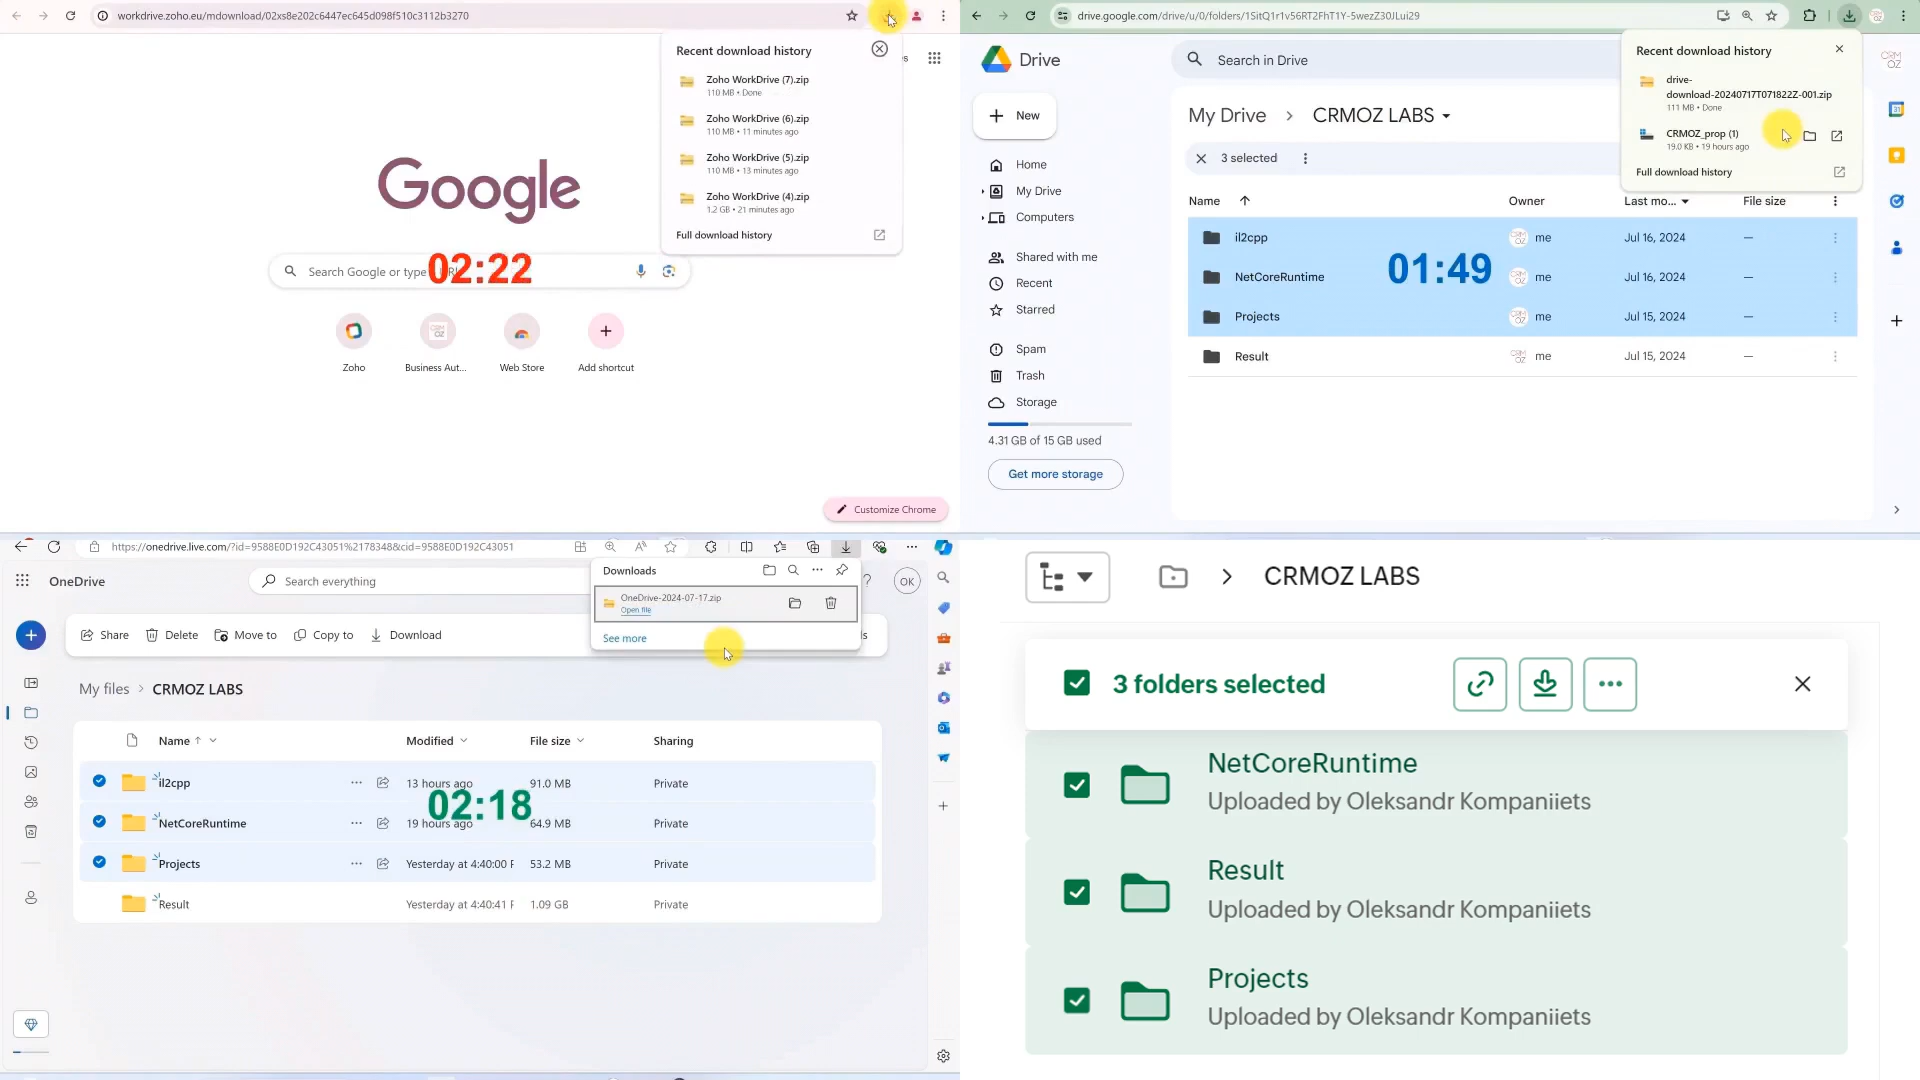 workdrive.zoho.eu/mdownload/02xs8e202c6447ec645d098f510c3112b3270
Recent download history
Zoho WorkDrive (7).zip
110 MB • Done
Zoho WorkDrive (6).zip
110 MB • 11 minutes ago
Zoho WorkDrive (5).zip
110 MB • 13 minutes ago
Zoho WorkDrive (4).zip
1.2 GB • 21 minutes ago
Full download history
Google
Search Google or type
02:22
Zoho
Business Aut...
Web Store
Add shortcut
Customize Chrome
drive.google.com/drive/u/0/folders/1SitQ1r1v56RT2FhT1Y-5wezZ30JLui29
Drive
Search in Drive
Recent download history
drive-
download-20240717T071822Z-001.zip
111 MB • Done
CRMOZ_prop (1)
19.0 KB • 19 hours ago
Full download history
New
My Drive
CRMOZ LABS
3 selected
Home
My Drive
Computers
Shared with me
Recent
Starred
Spam
Trash
Storage
4.31 GB of 15 GB used
Get more storage
Name Owner Last mo... File size
il2cpp me Jul 16, 2024 —
NetCoreRuntime me Jul 16, 2024 —
Projects me Jul 15, 2024 —
Result me Jul 15, 2024 —
01:49
https://onedrive.live.com/?id=9588E0D192C43051%2178348&cid=9588E0D192C43051
OneDrive
Search everything
OK
Downloads
OneDrive-2024-07-17.zip
Open file
See more
Share Delete Move to Copy to Download
My files > CRMOZ LABS
Name Modified File size Sharing
il2cpp 13 hours ago 91.0 MB Private
02:18
NetCoreRuntime 19 hours ago 64.9 MB Private
Projects Yesterday at 4:40:00 P 53.2 MB Private
Result Yesterday at 4:40:41 P 1.09 GB Private
CRMOZ LABS
3 folders selected
NetCoreRuntime
Uploaded by Oleksandr Kompaniiets
Result
Uploaded by Oleksandr Kompaniiets
Projects
Uploaded by Oleksandr Kompaniiets